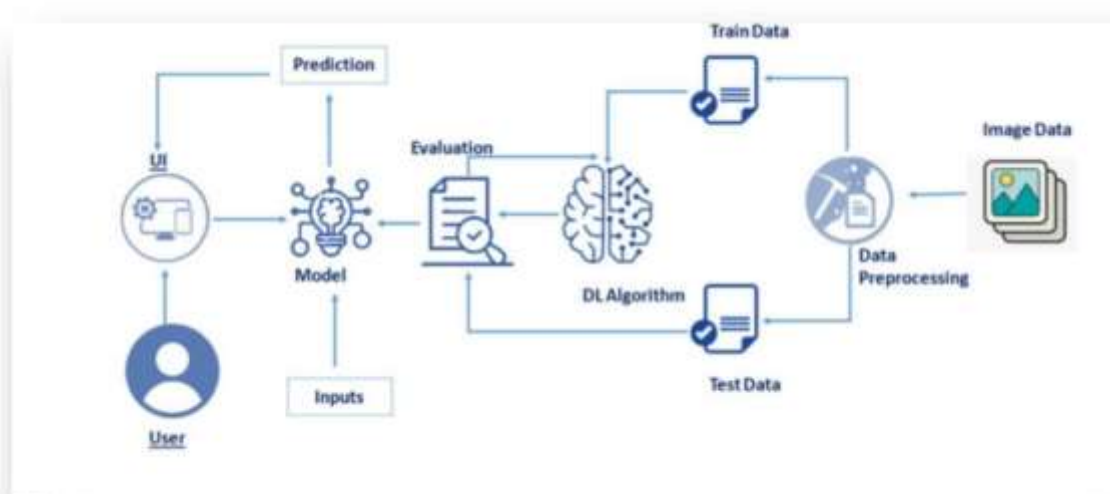 Train Data
Prediction
Image Data
Evaluation
UI
Model
Data
Preprocessing
DL Algorithm
Test Data
Inputs
User